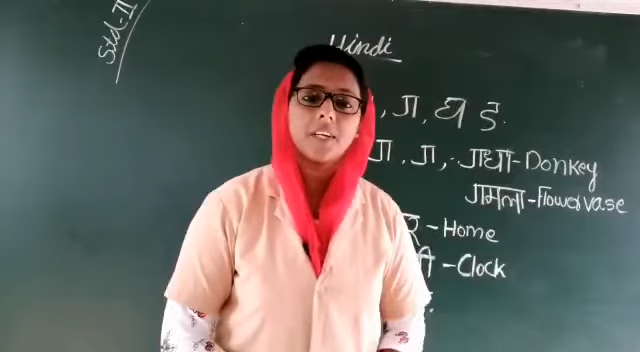 Std-II
Hindi
, ग, घ ङ.
ग, ग, गधा-Donkey
गमला-Flowervase
र-Home
ी-Clock